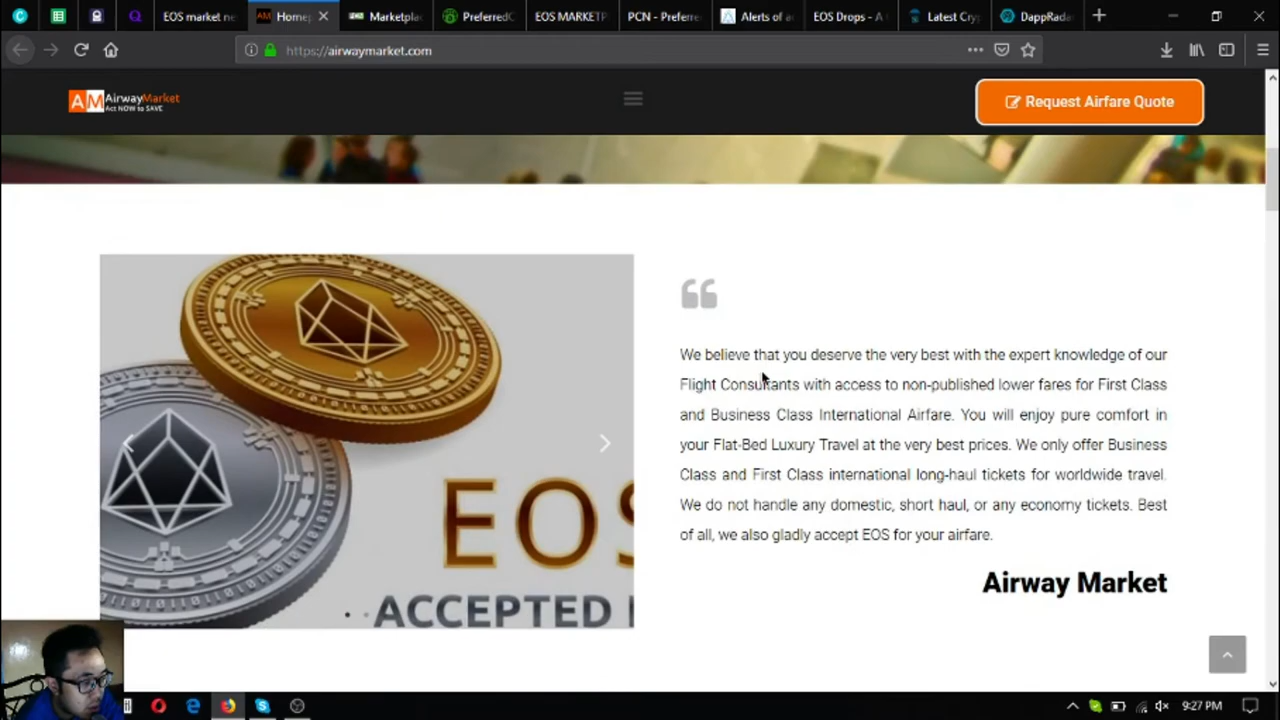 EOS market ne
Home
Marketplac
PreferredC
EOS MARKETP
PCN - Preferre
Alerts of a
EOS Drops - A
Latest Cry
DappRada
https://airwaymarket.com
AM AirwayMarket
Act NOW to SAVE
Request Airfare Quote
We believe that you deserve the very best with the expert knowledge of our
Flight Consultants with access to non-published lower fares for First Class
and Business Class International Airfare. You will enjoy pure comfort in
your Flat-Bed Luxury Travel at the very best prices. We only offer Business
Class and First Class international long-haul tickets for worldwide travel.
We do not handle any domestic, short haul, or any economy tickets. Best
of all, we also gladly accept EOS for your airfare.
Airway Market
EOS
ACCEPTED
9:27 PM